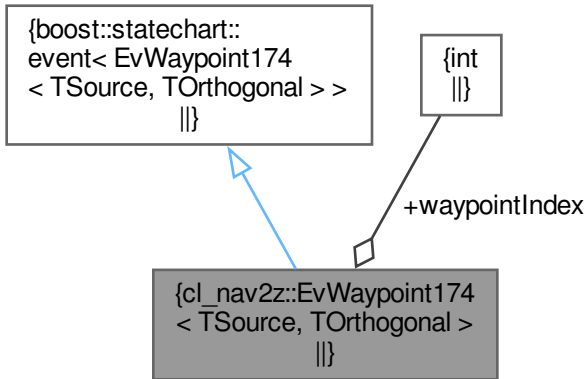 {boost::statechart::
event< EvWaypoint174
< TSource, TOrthogonal > >
||}
{int
||}
+waypointIndex
{cl_nav2z::EvWaypoint174
< TSource, TOrthogonal >
||}